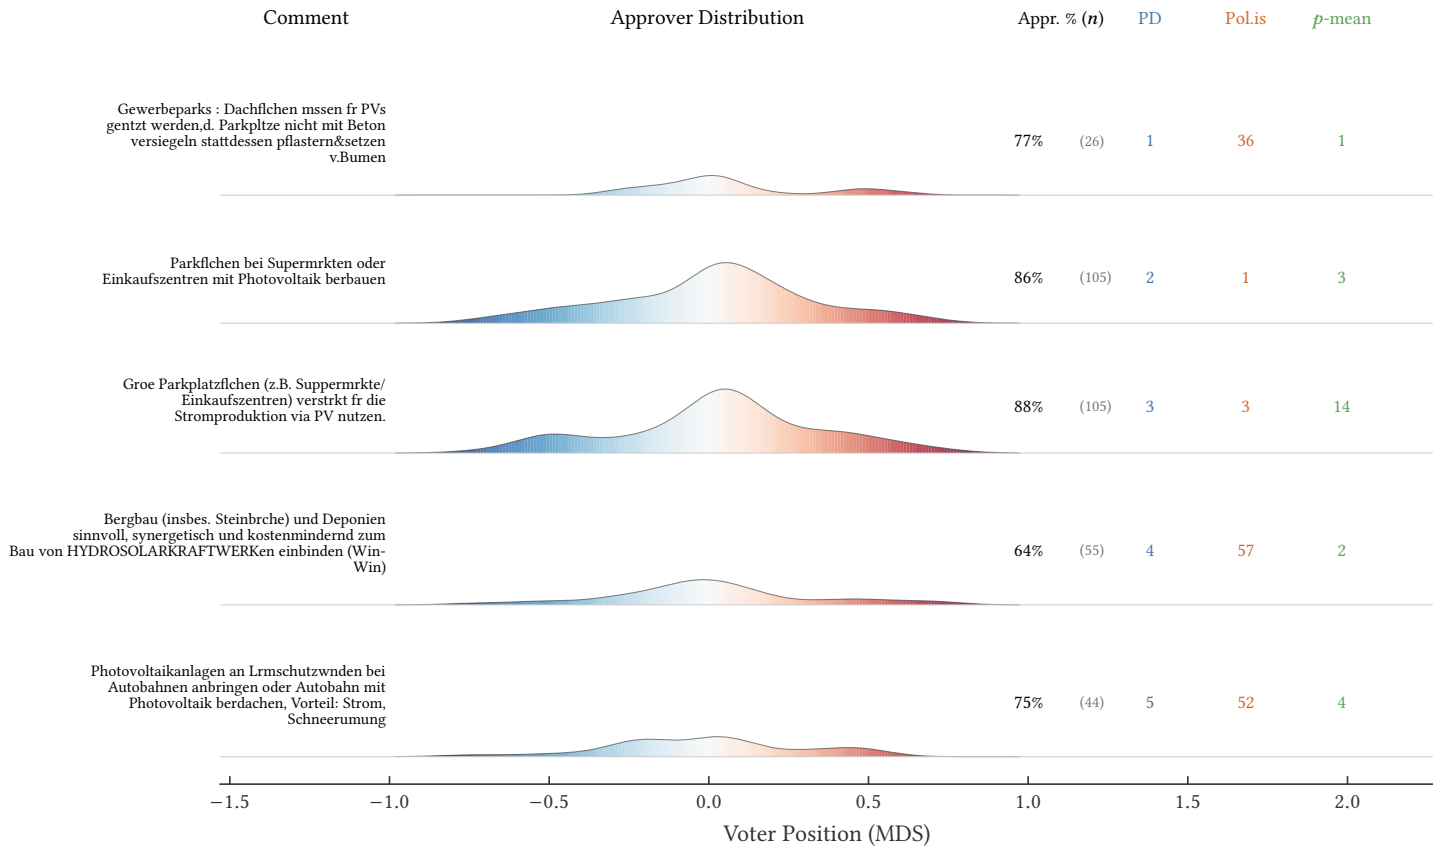 Comment Approver Distribution Appr. % (n) PD Pol.is p-mean
Gewerbeparks : Dachflchen mssen fr PVs
gentzt werden,d. Parkpltze nicht mit Beton
versiegeln stattdessen pflastern&setzen
v.Bumen
77% (26) 1 36 1
Parkflchen bei Supermrkten oder
Einkaufszentren mit Photovoltaik berbauen
86% (105) 2 1 3
Groe Parkplatzflchen (z.B. Suppermrkte/
Einkaufszentren) verstrkt fr die
Stromproduktion via PV nutzen.
88% (105) 3 3 14
Bergbau (insbes. Steinbrche) und Deponien
sinnvoll, synergetisch und kostenmindernd zum
Bau von HYDROSOLARKRAFTWERKen einbinden (Win-
Win)
64% (55) 4 57 2
Photovoltaikanlagen an Lrmschutzwnden bei
Autobahnen anbringen oder Autobahn mit
Photovoltaik berdachen, Vorteil: Strom,
Schneerumung
75% (44) 5 52 4
−1.5 −1.0 −0.5 0.0 0.5 1.0 1.5 2.0
Voter Position (MDS)